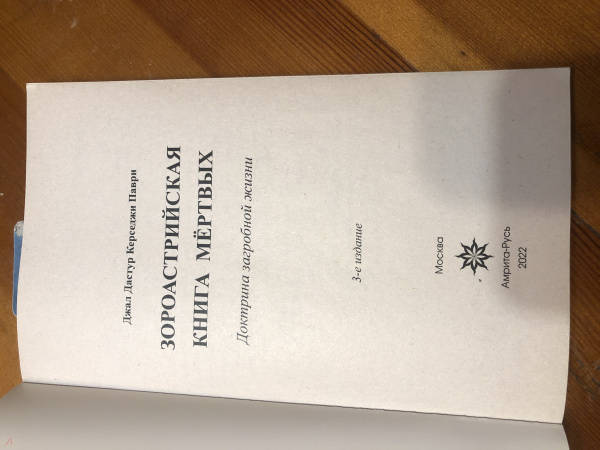 Джал Дастур Керседжи Паври
ЗОРОАСТРИЙСКАЯ
КНИГА МЁРТВЫХ
Доктрина загробной жизни
3-е издание
Москва
Амрита-Русь
2022